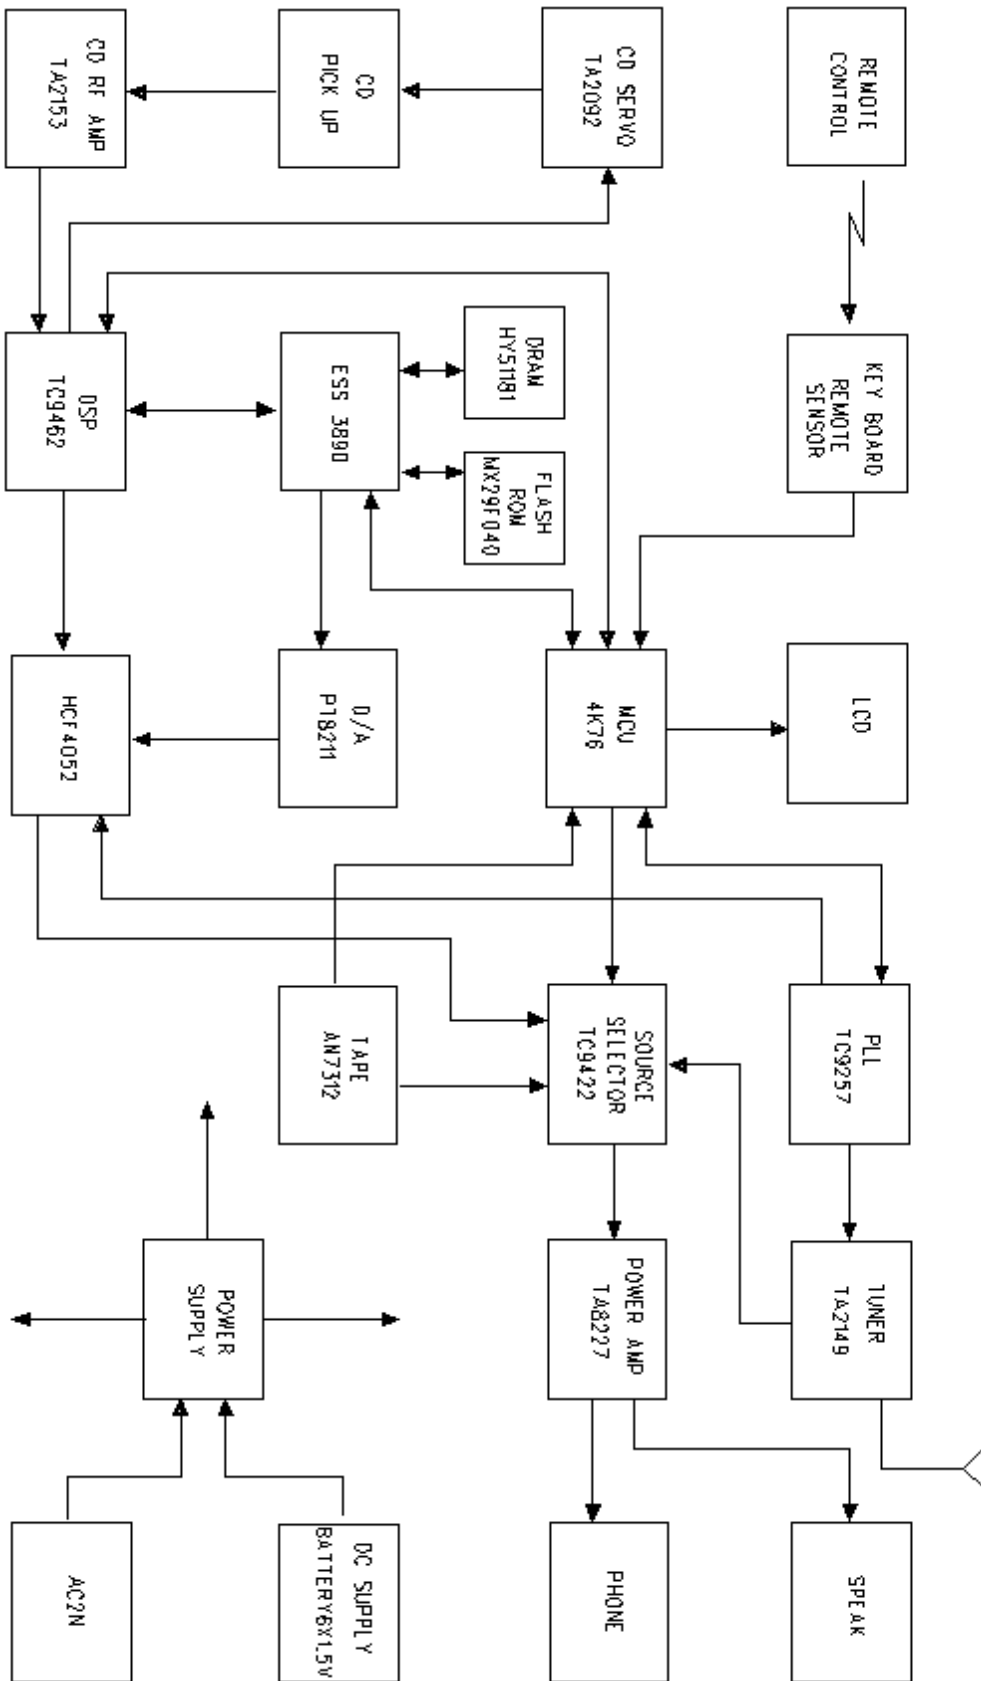 REMOTE
CONTROL
KEY BOARD
REMOTE
SENSOR
LCD
PLL
TC9257
TUNER
TA2149
SPEAK
CD SERVO
TA2092
DRAM
HY51181
FLASH
ROM
MX29F040
MCU
4K76
SOURCE
SELECTOR
TC9422
POWER AMP
TA8227
PHONE
CD
PICK UP
ESS 3890
D/A
PT8211
TAPE
AN7312
DC SUPPLY
BATTERY6X1.5V
CD RF AMP
TA2153
DSP
TC9462
HCF4052
POWER
SUPPLY
AC2N